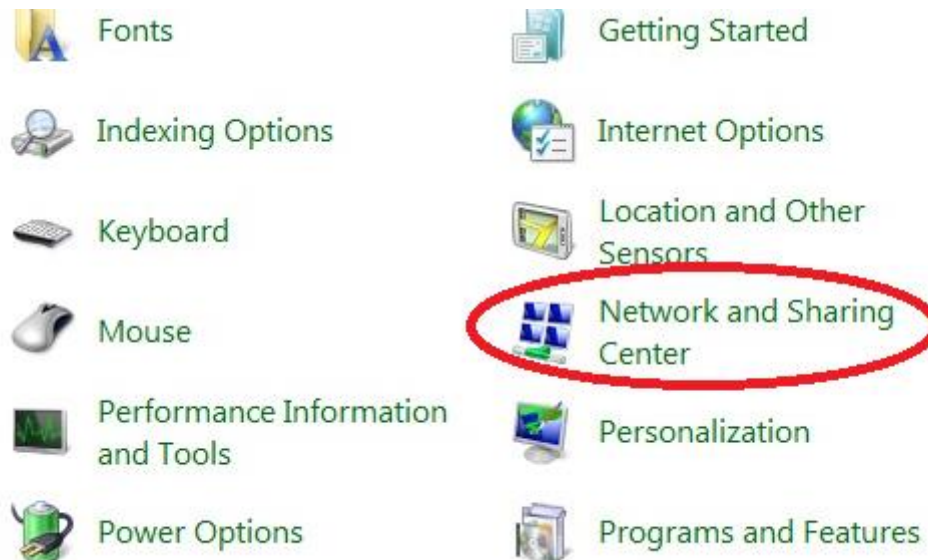 Fonts
Getting Started
Indexing Options
Internet Options
Keyboard
Location and Other
Sensors
Mouse
Network and Sharing
Center
Performance Information
and Tools
Personalization
Power Options
Programs and Features